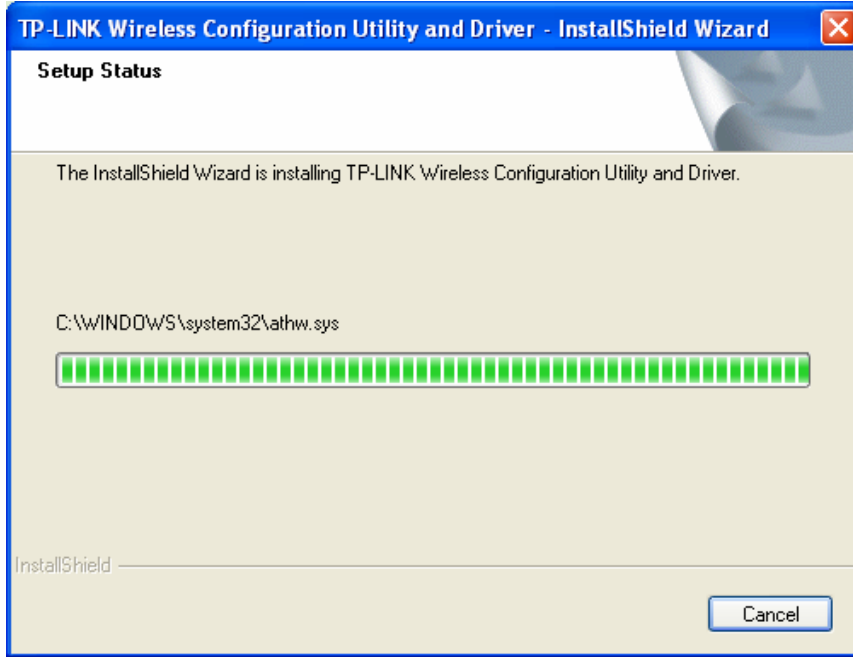 TP-LINK Wireless Configuration Utility and Driver - InstallShield Wizard
Setup Status
The InstallShield Wizard is installing TP-LINK Wireless Configuration Utility and Driver.
C:\WINDOWS\system32\athw.sys
InstallShield
Cancel